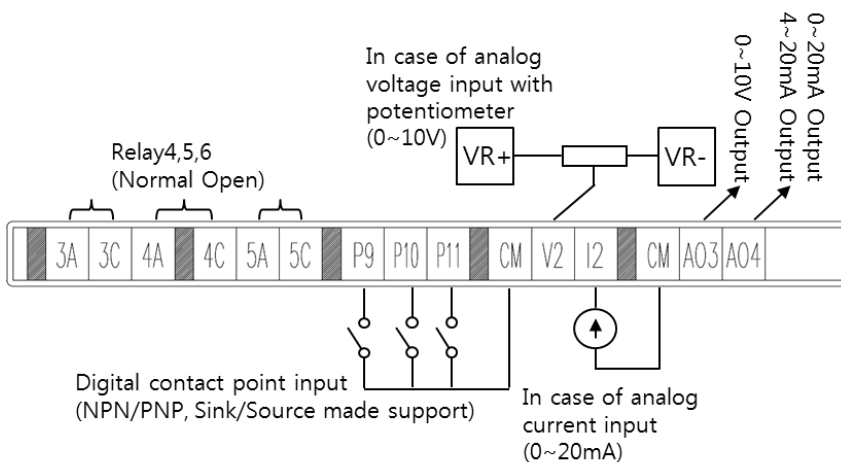 In case of analog
voltage input with
potentiometer
(0~10V)
VR+
VR-
0~10V Output
0~20mA Output
4~20mA Output
Relay4,5,6
(Normal Open)
3A 3C 4A 4C 5A 5C P9 P10 P11 CM V2 I2 CM AO3 AO4
Digital contact point input
(NPN/PNP, Sink/Source made support)
In case of analog
current input
(0~20mA)